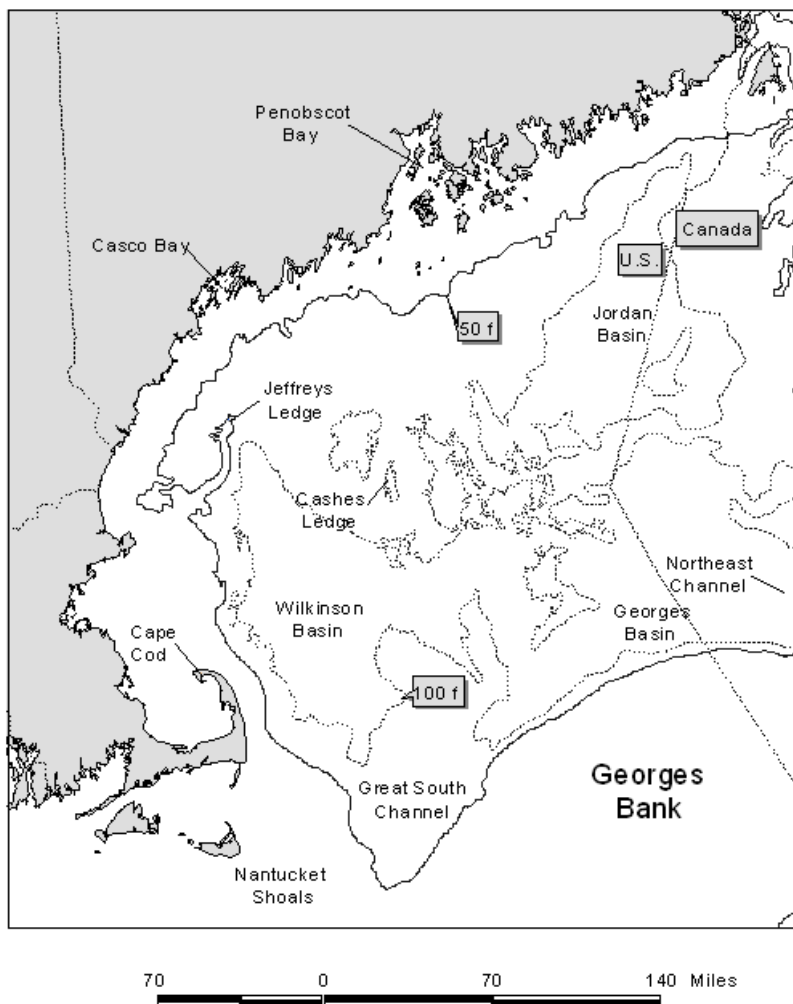 Penobscot
Bay
Casco Bay
Canada
U.S.
Jordan
Basin
50 f
Jeffreys
Ledge
Cashes
Ledge
Northeast
Channel
Wilkinson
Basin
Georges
Basin
Cape
Cod
100 f
Great South
Channel
Georges
Bank
Nantucket
Shoals
70 0 70 140 Miles